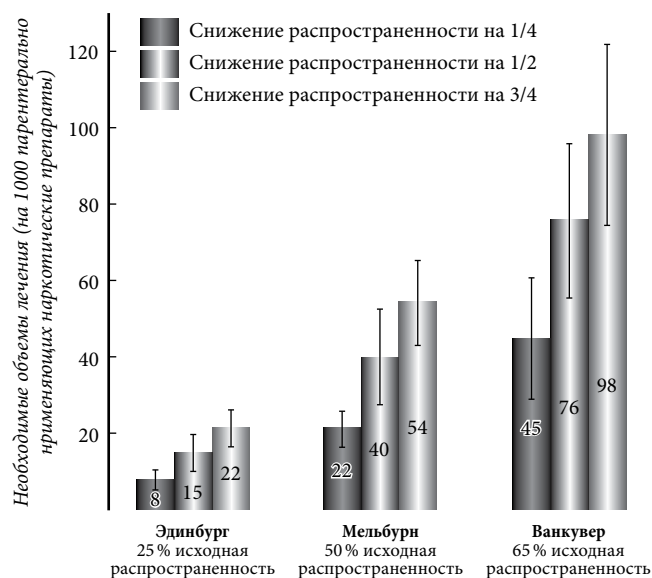 Необходимые объемы лечения (на 1000 парентерально
нрименяющих наркотические препараты)
120
100
80
60
40
20
Снижение распространенности на 1/4
Снижение распространенности на 1/2
Снижение распространенности на 3/4
8
15
22
22
40
54
45
76
98
Эдинбург
25 % исходная
распространенность
Мельбурн
50 % исходная
распространенность
Ванкувер
65 % исходная
распространенность